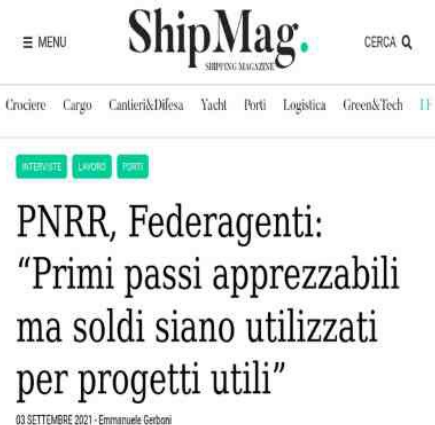 ☰ MENU
ShipMag.
SHIPPING MAGAZINE
CERCA
Crociere Cargo Cantieri&Difesa Yacht Porti Logistica Green&Tech
INTERVISTE LAVORO PORTI
PNRR, Federagenti:
“Primi passi apprezzabili
ma soldi siano utilizzati
per progetti utili”
03 SETTEMBRE 2021 - Emmanuele Gerboni